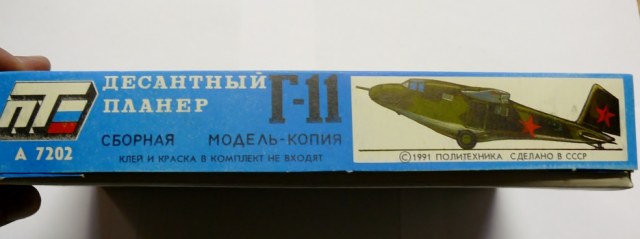 ДЕСАНТНЫЙ
ПЛАНЕР
Г-11
ПТ
А 7202
СБОРНАЯ МОДЕЛЬ-КОПИЯ
КЛЕЙ И КРАСКА В КОМПЛЕКТ НЕ ВХОДЯТ
©1991 ПОЛИТЕХНИКА СДЕЛАНО В СССР